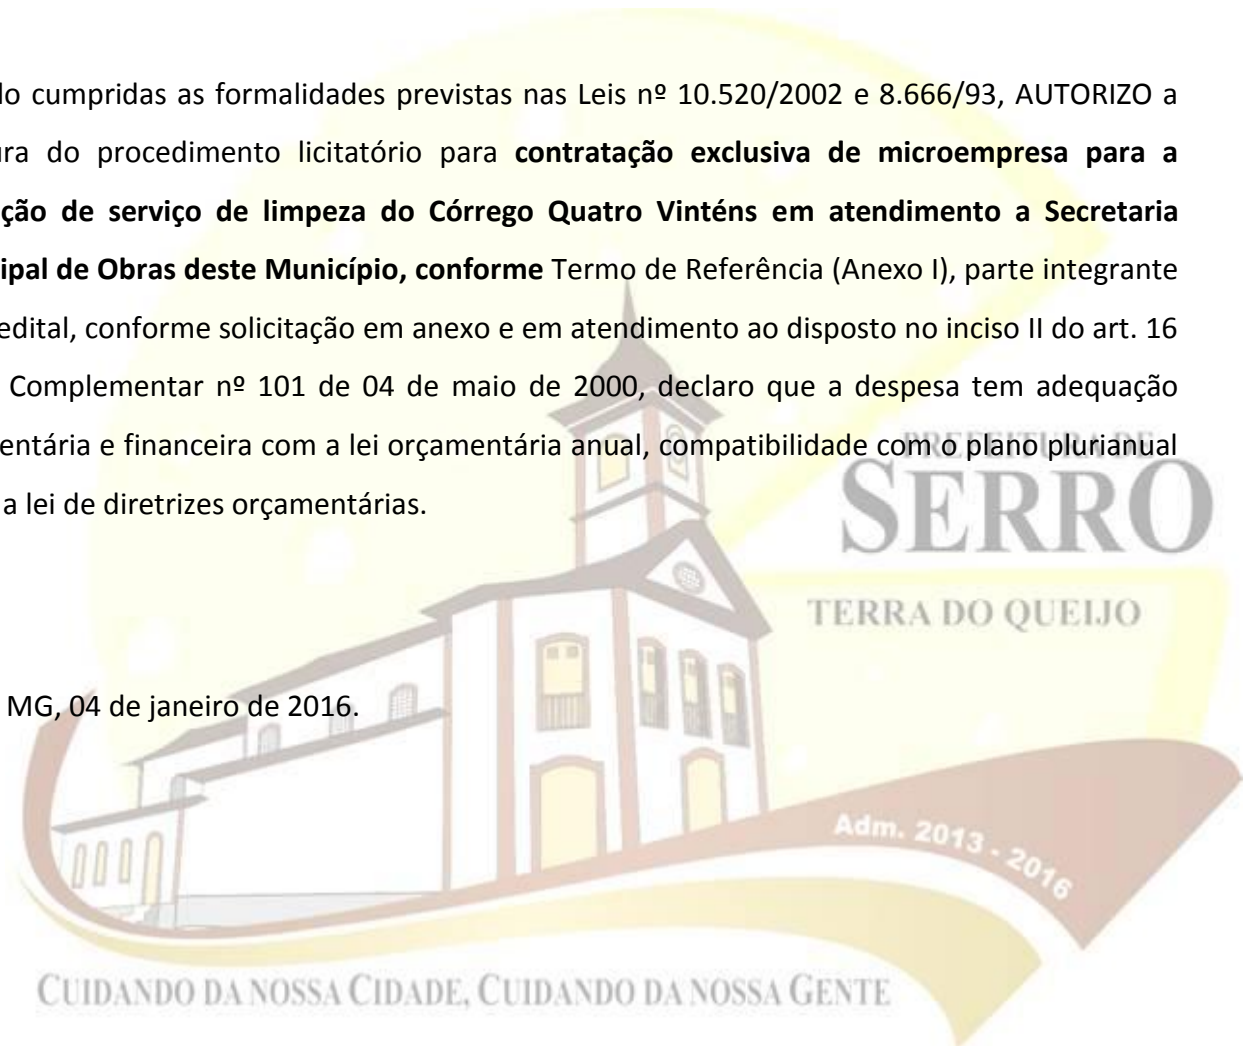 do cumpridas as formalidades previstas nas Leis nº 10.520/2002 e 8.666/93, AUTORIZO a
ura do procedimento licitatório para contratação exclusiva de microempresa para a
ção de serviço de limpeza do Córrego Quatro Vinténs em atendimento a Secretaria
ipal de Obras deste Município, conforme Termo de Referência (Anexo I), parte integrante
edital, conforme solicitação em anexo e em atendimento ao disposto no inciso II do art. 16
Complementar nº 101 de 04 de maio de 2000, declaro que a despesa tem adequação
entária e financeira com a lei orçamentária anual, compatibilidade com o plano plurianual
a lei de diretrizes orçamentárias.
PREFEITURA DE
SERRO
TERRA DO QUEIJO
MG, 04 de janeiro de 2016.
Adm. 2013 - 2016
CUIDANDO DA NOSSA CIDADE, CUIDANDO DA NOSSA GENTE